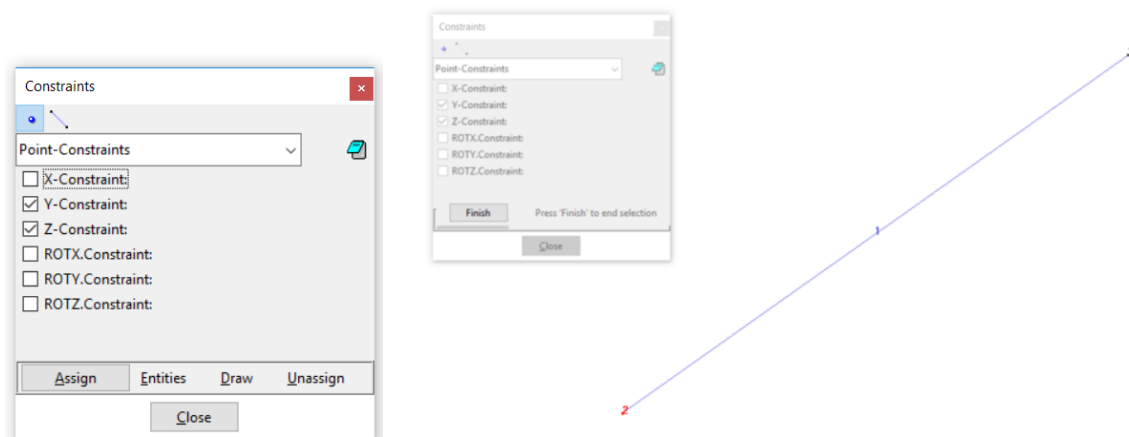 Constraints
Point-Constraints
X-Constraint:
Y-Constraint:
Z-Constraint:
ROTX.Constraint:
ROTY.Constraint:
ROTZ.Constraint:
Assign Entities Draw Unassign
Close
Constraints
Point-Constraints
X-Constraint:
Y-Constraint:
Z-Constraint:
ROTX.Constraint:
ROTY.Constraint:
ROTZ.Constraint:
Finish Press 'Finish' to end selection
Close
1
2